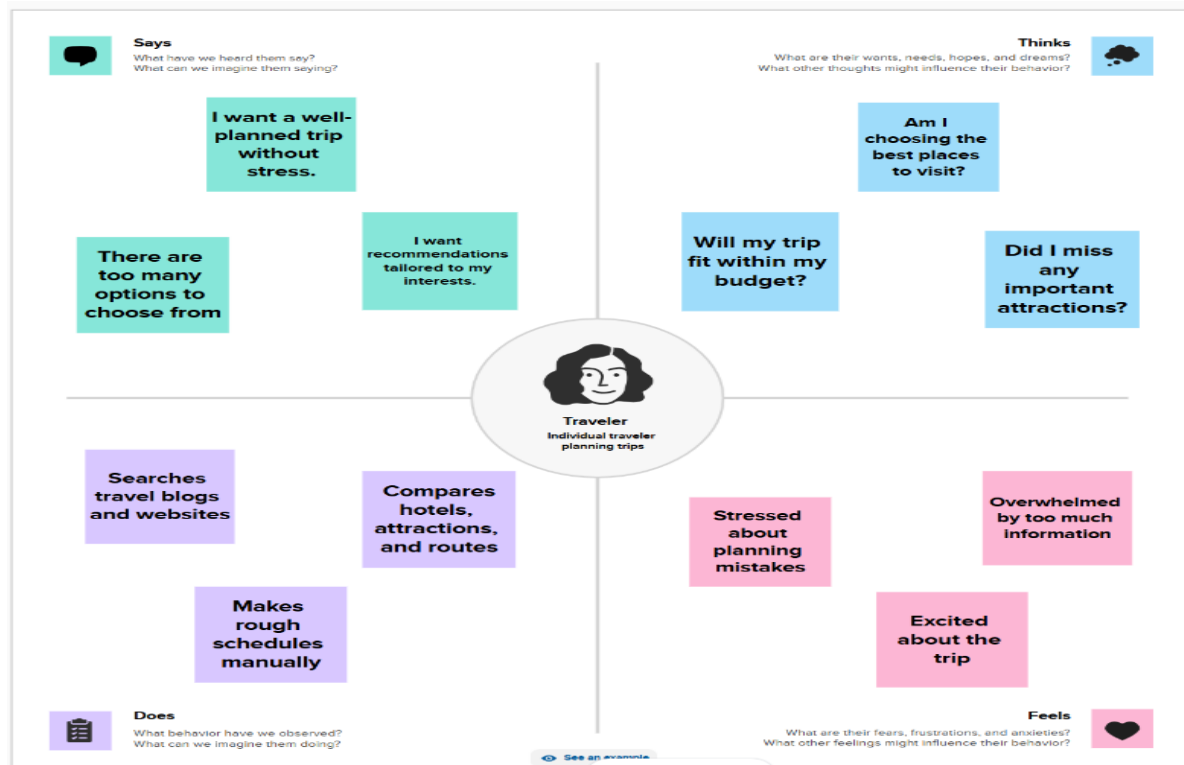 Says
What have we heard them say?
What can we imagine them saying?
I want a well-
planned trip
without
stress.
There are
too many
options to
choose from
I want
recommendations
tailored to my
interests.
Thinks
What are their wants, needs, hopes, and dreams?
What other thoughts might influence their behavior?
Am I
choosing the
best places
to visit?
Will my trip
fit within my
budget?
Did I miss
any
important
attractions?
Traveler
Individual traveler
planning trips
Searches
travel blogs
and websites
Compares
hotels,
attractions,
and routes
Makes
rough
schedules
manually
Does
What behavior have we observed?
What can we imagine them doing?
Stressed
about
planning
mistakes
Overwhelmed
by too much
information
Excited
about the
trip
Feels
What are their fears, frustrations, and anxieties?
What other feelings might influence their behavior?
See an example